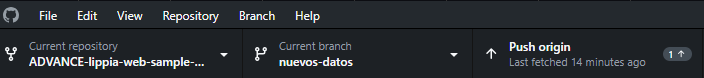 File Edit View Repository Branch Help
Current repository
ADVANCE-lippia-web-sample-...
Current branch
nuevos-datos
Push origin
Last fetched 14 minutes ago
1